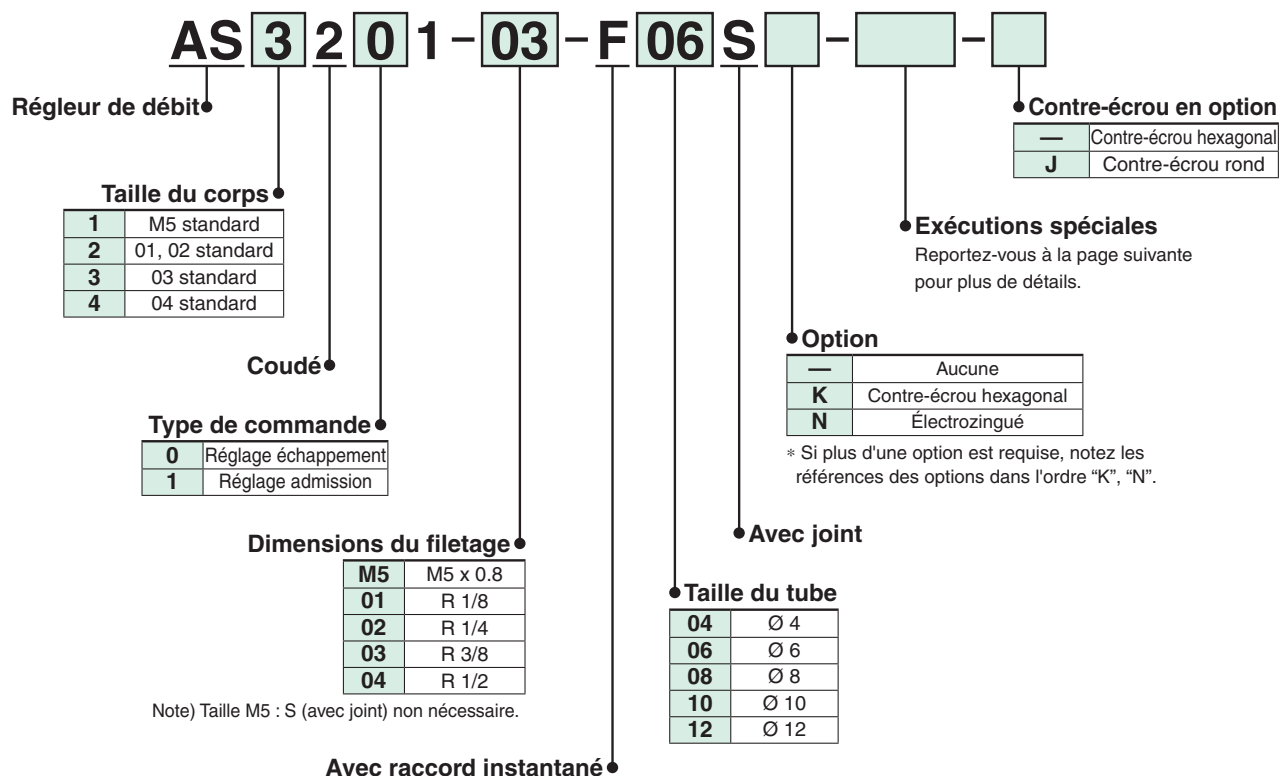 AS 3 2 0 1 – 03 – F 06 S – –
Régleur de débit
Contre-écrou en option
— Contre-écrou hexagonal
J Contre-écrou rond
Taille du corps
1 M5 standard
2 01, 02 standard
3 03 standard
4 04 standard
Exécutions spéciales
Reportez-vous à la page suivante
pour plus de détails.
Coudé
Option
— Aucune
K Contre-écrou hexagonal
N Électrozingué
* Si plus d'une option est requise, notez les
références des options dans l'ordre “K”, “N”.
Type de commande
0 Réglage échappement
1 Réglage admission
Avec joint
Dimensions du filetage
M5 M5 x 0.8
01 R 1/8
02 R 1/4
03 R 3/8
04 R 1/2
Note) Taille M5 : S (avec joint) non nécessaire.
Taille du tube
04 Ø 4
06 Ø 6
08 Ø 8
10 Ø 10
12 Ø 12
Avec raccord instantané